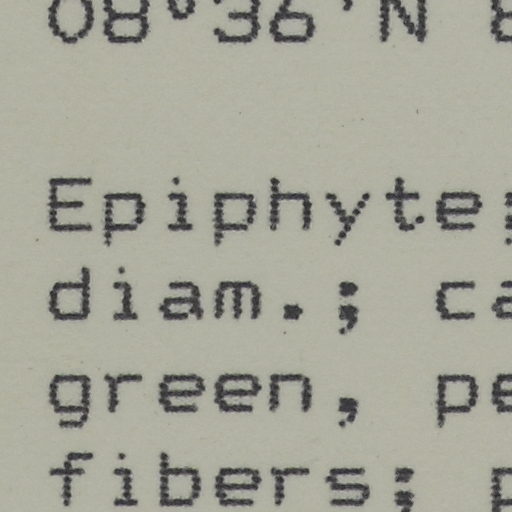 08°36'N
Epiphyte;
diam.; ca
green, pe
fibers; p